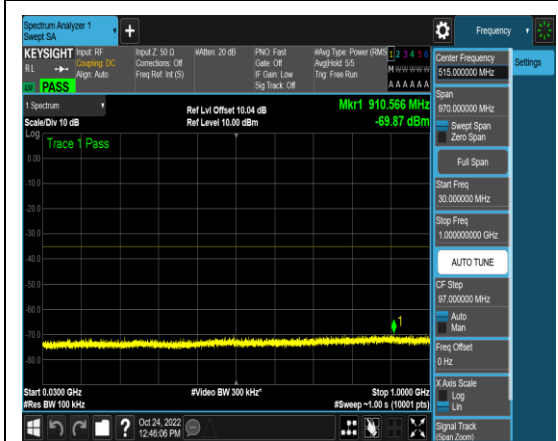 Spectrum Analyzer 1
Swept SA
+
Frequency
KEYSIGHT
RL
PASS
Input: RF
Coupling: DC
Align: Auto
Input Z: 50 Ω
Corrections: Off
Freq Ref: Int (S)
#Atten: 20 dB
PNO: Fast
Gate: Off
IF Gain: Low
Sig Track: Off
#Avg Type: Power (RMS
Avg|Hold: 5/5
Trig: Free Run
1 2 3 4 5 6
M W W W W W
A A A A A A
Center Frequency
515.000000 MHz
Settings
Span
970.000000 MHz
Swept Span
Zero Span
Full Span
Start Freq
30.000000 MHz
Stop Freq
1.000000000 GHz
AUTO TUNE
CF Step
97.000000 MHz
Auto
Man
Freq Offset
0 Hz
X Axis Scale
Log
Lin
Signal Track
(Span Zoom)
1 Spectrum
Scale/Div 10 dB
Ref Lvl Offset 10.04 dB
Ref Level 10.00 dBm
Mkr1 910.566 MHz
-69.87 dBm
Log
Trace 1 Pass
0.00
-10.0
-20.0
-30.0
-40.0
-50.0
-60.0
-70.0
-80.0
1
Start 0.0300 GHz
#Res BW 100 kHz
#Video BW 300 kHz*
Stop 1.0000 GHz
#Sweep ~1.00 s (10001 pts)
?
Oct 24, 2022
12:46:06 PM